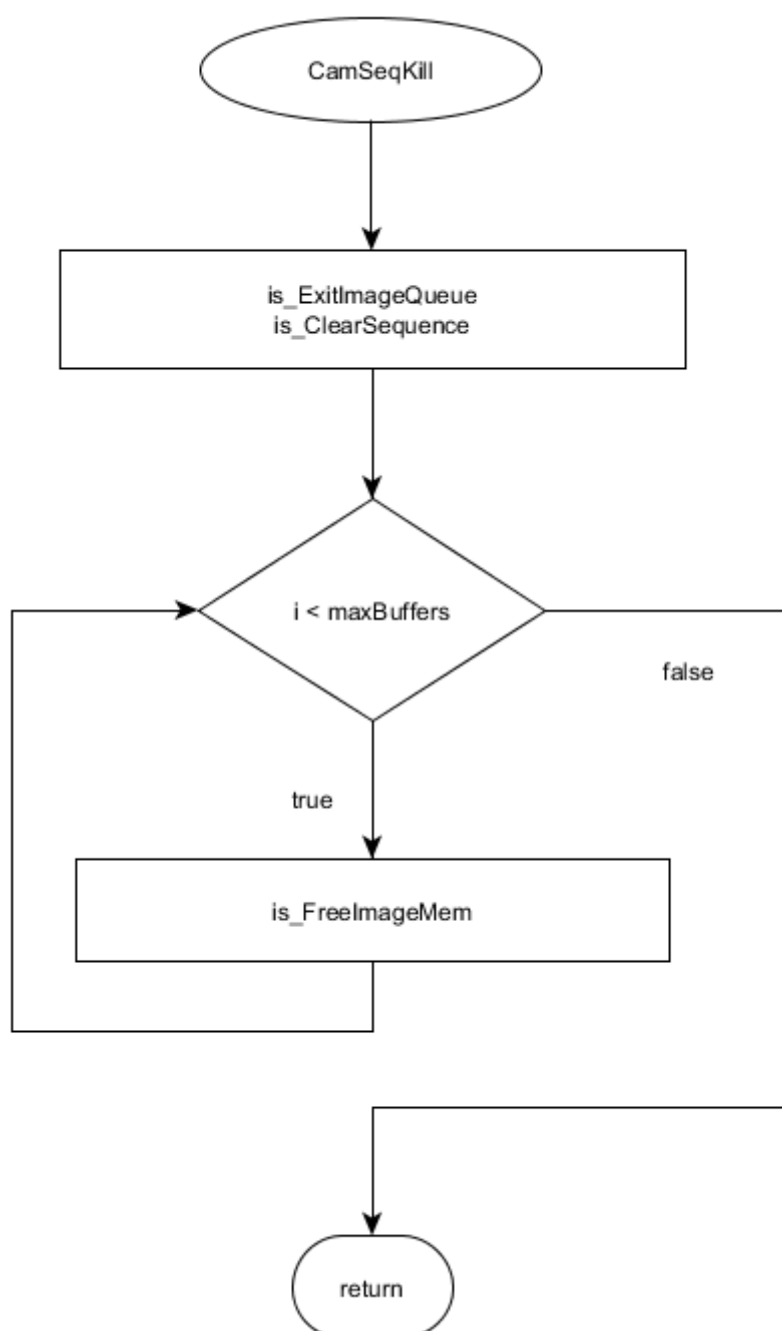 CamSeqKill
is_ExitImageQueue
is_ClearSequence
i < maxBuffers
false
true
is_FreeImageMem
return